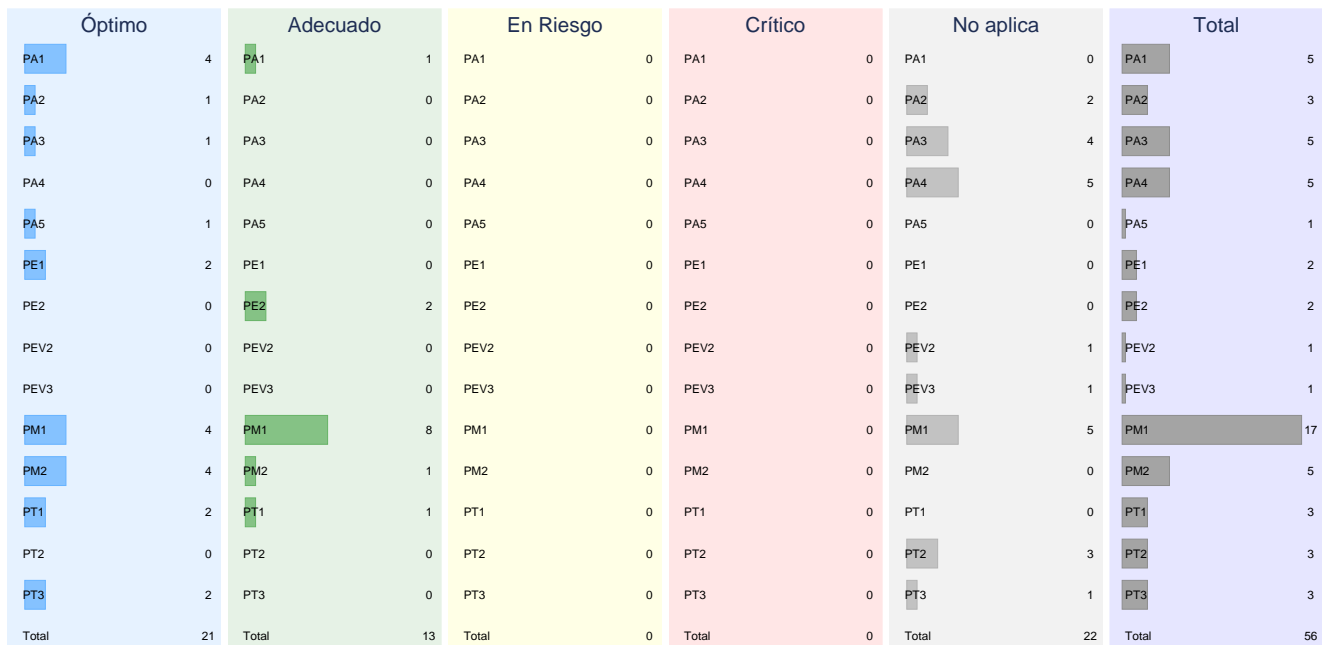 Óptimo Adecuado En Riesgo Crítico No aplica Total
PA1 4 PA1 1 PA1 0 PA1 0 PA1 0 PA1 5
PA2 1 PA2 0 PA2 0 PA2 0 PA2 2 PA2 3
PA3 1 PA3 0 PA3 0 PA3 0 PA3 4 PA3 5
PA4 0 PA4 0 PA4 0 PA4 0 PA4 5 PA4 5
PA5 1 PA5 0 PA5 0 PA5 0 PA5 0 PA5 1
PE1 2 PE1 0 PE1 0 PE1 0 PE1 0 PE1 2
PE2 0 PE2 2 PE2 0 PE2 0 PE2 0 PE2 2
PEV2 0 PEV2 0 PEV2 0 PEV2 0 PEV2 1 PEV2 1
PEV3 0 PEV3 0 PEV3 0 PEV3 0 PEV3 1 PEV3 1
PM1 4 PM1 8 PM1 0 PM1 0 PM1 5 PM1 17
PM2 4 PM2 1 PM2 0 PM2 0 PM2 0 PM2 5
PT1 2 PT1 1 PT1 0 PT1 0 PT1 0 PT1 3
PT2 0 PT2 0 PT2 0 PT2 0 PT2 3 PT2 3
PT3 2 PT3 0 PT3 0 PT3 0 PT3 1 PT3 3
Total 21 Total 13 Total 0 Total 0 Total 22 Total 56